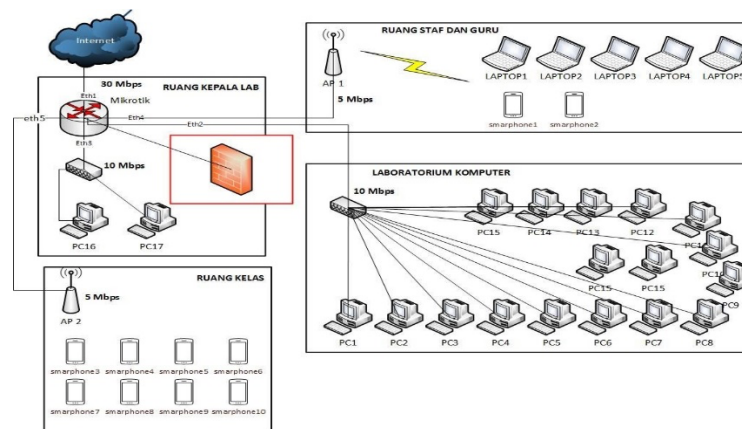 Internet
30 Mbps
RUANG KEPALA LAB
Eth1
Mikrotik
eth5
Eth4
Eth2
Eth3
10 Mbps
PC16
PC17
RUANG STAF DAN GURU
AP 1
5 Mbps
LAPTOP1
LAPTOP2
LAPTOP3
LAPTOP4
LAPTOP5
smarphone1
smarphone2
LABORATORIUM KOMPUTER
10 Mbps
PC15
PC14
PC13
PC12
PC15
PC15
PC9
PC1
PC2
PC3
PC4
PC5
PC6
PC7
PC8
RUANG KELAS
AP 2
5 Mbps
smarphone3
smarphone4
smarphone5
smarphone6
smarphone7
smarphone8
smarphone9
smarphone10